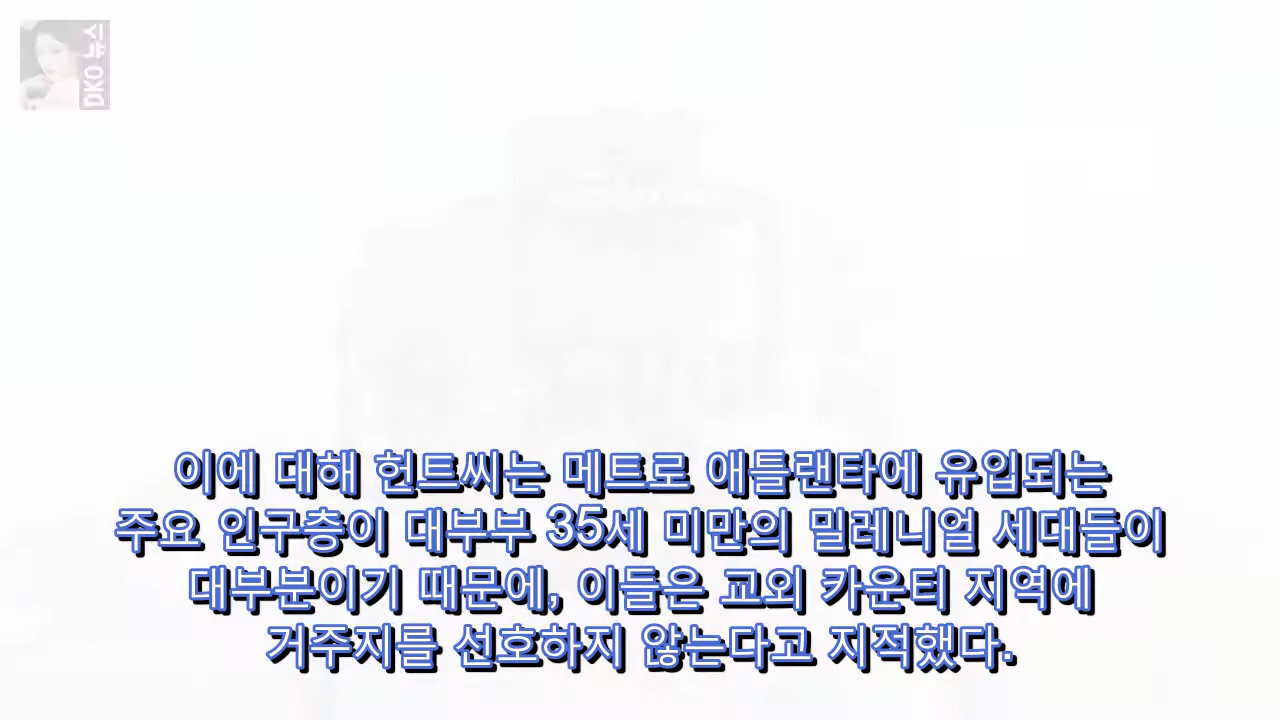 DKO 뉴스
이에 대해 헌트씨는 메트로 애틀랜타에 유입되는
주요 인구층이 대부부 35세 미만의 밀레니얼 세대들이
대부분이기 때문에, 이들은 교외 카운티 지역에
거주지를 선호하지 않는다고 지적했다.